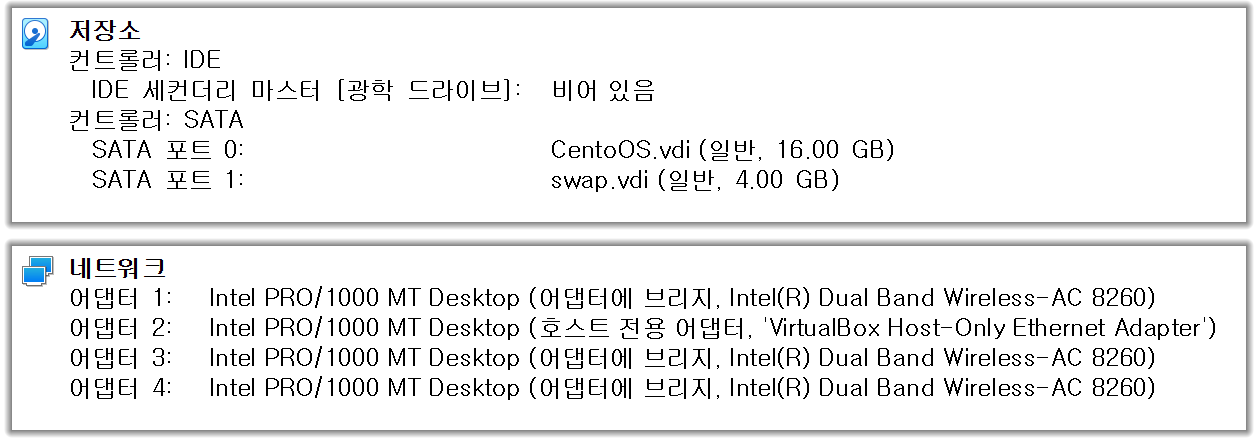 저장소
컨트롤러: IDE
IDE 세컨더리 마스터 [광학 드라이브]: 비어 있음
컨트롤러: SATA
SATA 포트 0: CentoOS.vdi (일반, 16.00 GB)
SATA 포트 1: swap.vdi (일반, 4.00 GB)
네트워크
어댑터 1: Intel PRO/1000 MT Desktop (어댑터에 브리지, Intel(R) Dual Band Wireless-AC 8260)
어댑터 2: Intel PRO/1000 MT Desktop (호스트 전용 어댑터, 'VirtualBox Host-Only Ethernet Adapter')
어댑터 3: Intel PRO/1000 MT Desktop (어댑터에 브리지, Intel(R) Dual Band Wireless-AC 8260)
어댑터 4: Intel PRO/1000 MT Desktop (어댑터에 브리지, Intel(R) Dual Band Wireless-AC 8260)